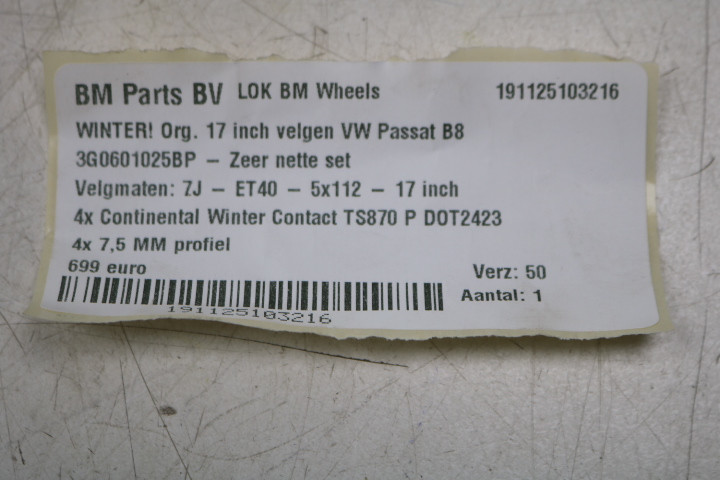 BM Parts BV LOK BM Wheels 191125103216
WINTER! Org. 17 inch velgen VW Passat B8
3G0601025BP – Zeer nette set
Velgmaten: 7J – ET40 – 5x112 – 17 inch
4x Continental Winter Contact TS870 P DOT2423
4x 7,5 MM profiel
699 euro Verz: 50
Aantal: 1
191125103216